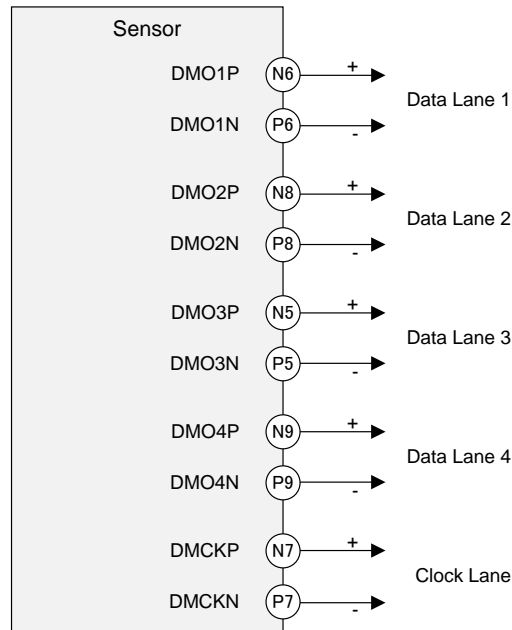 Sensor
DMO1P N6 +
Data Lane 1
DMO1N P6 -
DMO2P N8 +
Data Lane 2
DMO2N P8 -
DMO3P N5 +
Data Lane 3
DMO3N P5 -
DMO4P N9 +
Data Lane 4
DMO4N P9 -
DMCKP N7 +
Clock Lane
DMCKN P7 -